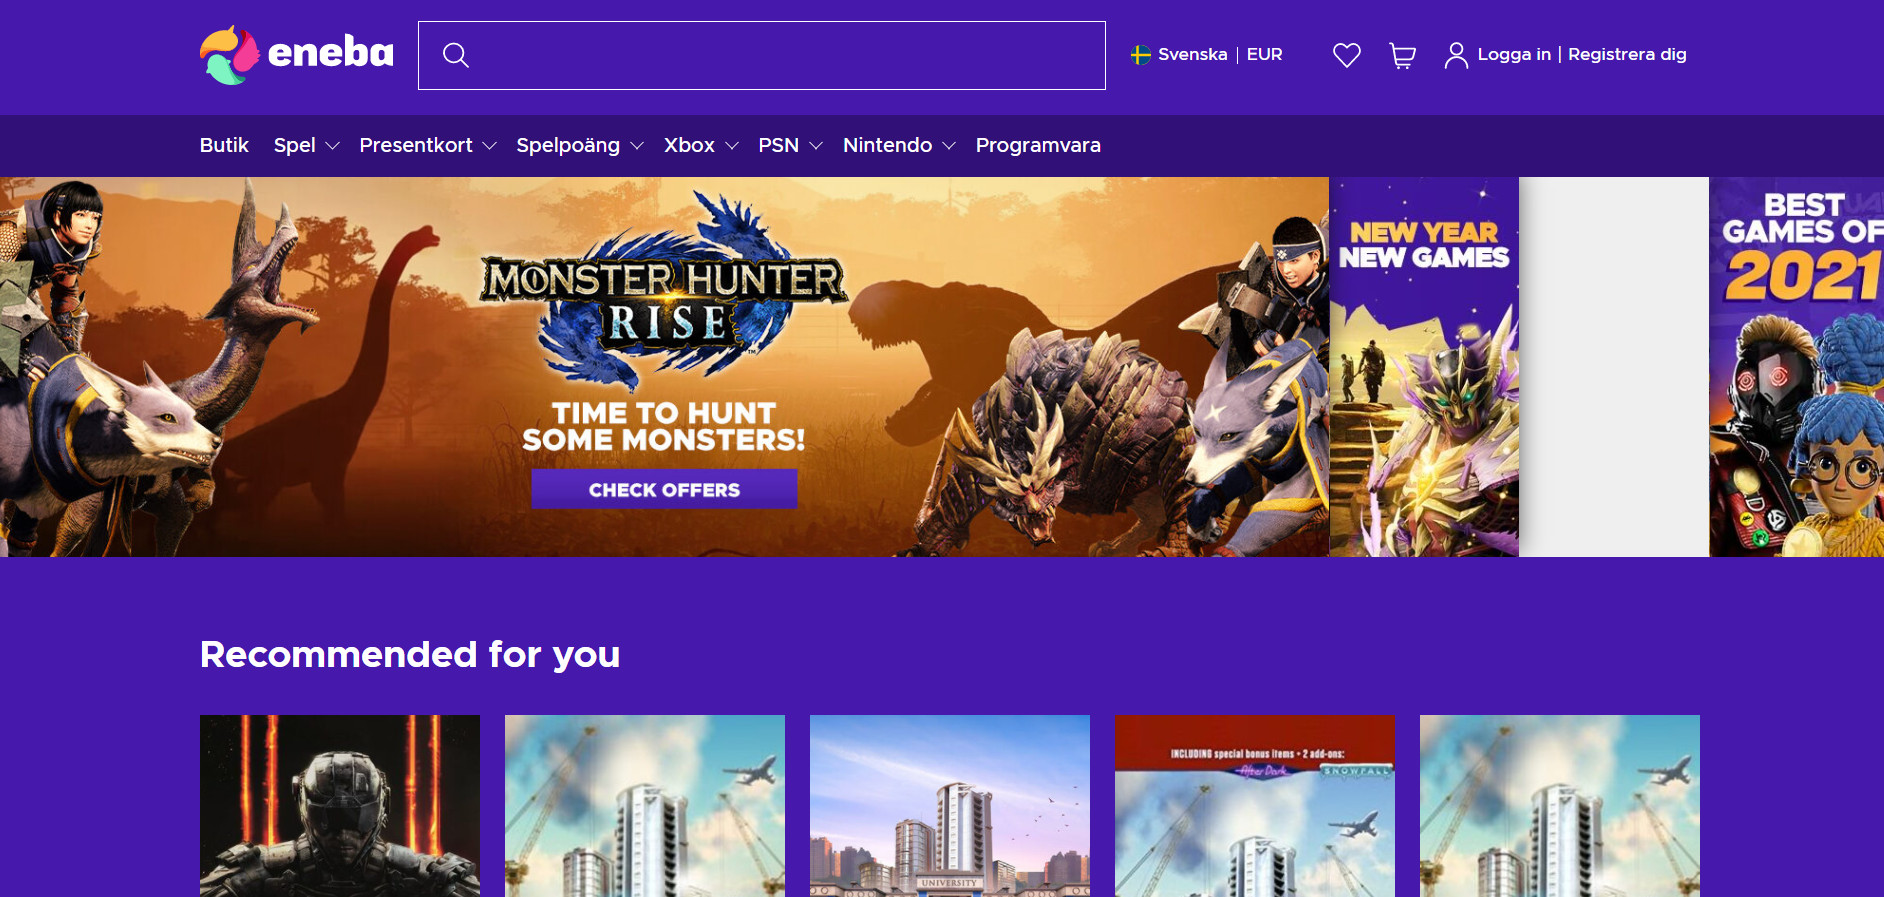 eneba
Svenska | EUR
Logga in | Registrera dig
Butik
Spel
Presentkort
Spelpoäng
Xbox
PSN
Nintendo
Programvara
MONSTER HUNTER
RISE
TM
TIME TO HUNT
SOME MONSTERS!
CHECK OFFERS
NEW YEAR
NEW GAMES
BEST
GAMES OF
2021
Recommended for you
UNIVERSITY
INCLUDING special bonus items • 2 add-ons:
After Dark
SNOWFALL